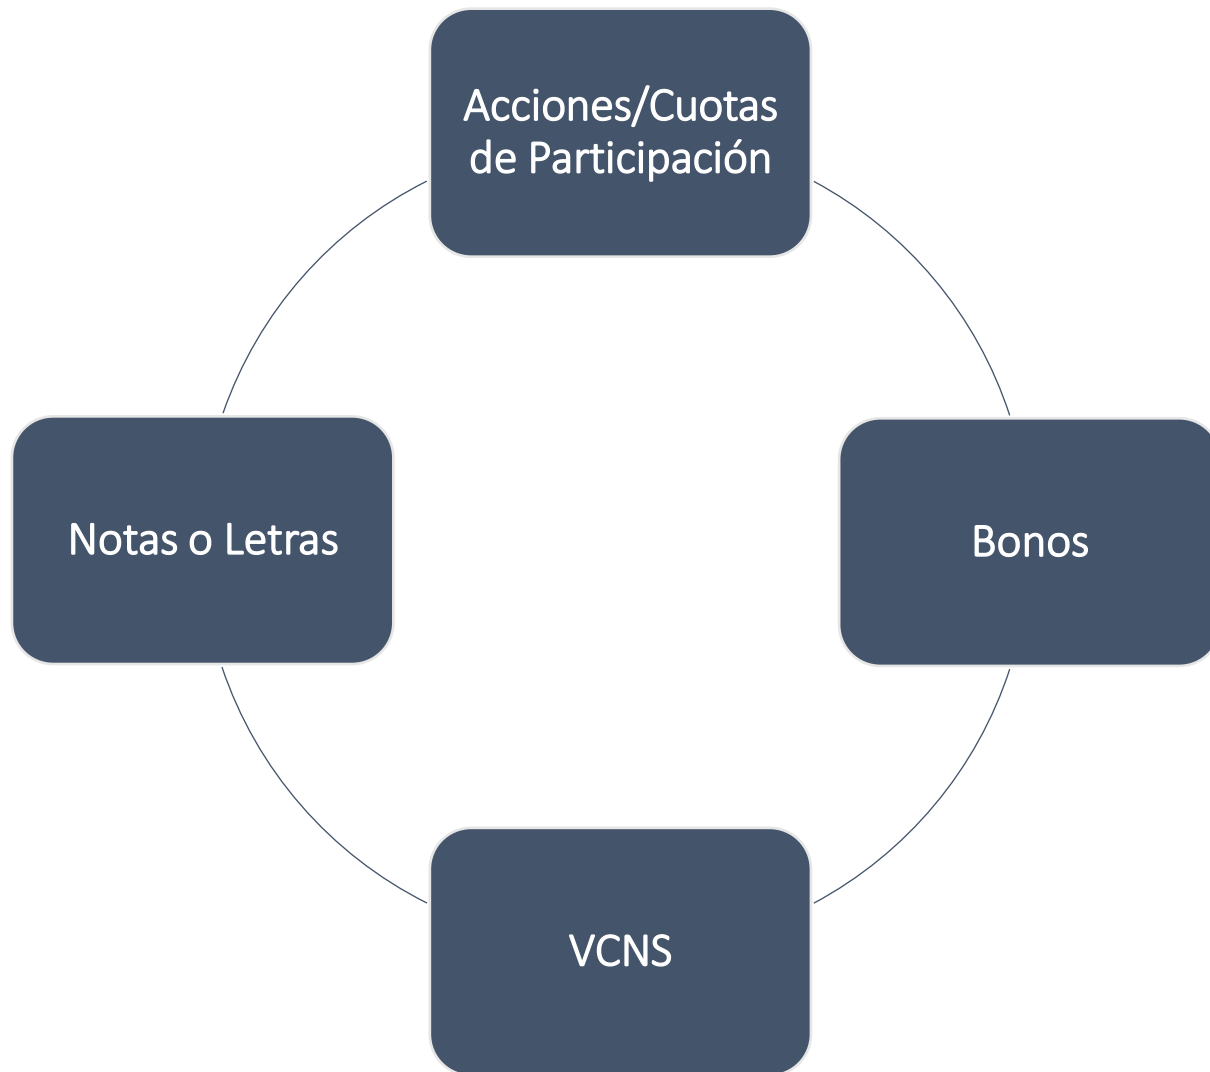 Acciones/Cuotas
de Participación
Notas o Letras
Bonos
VCNS